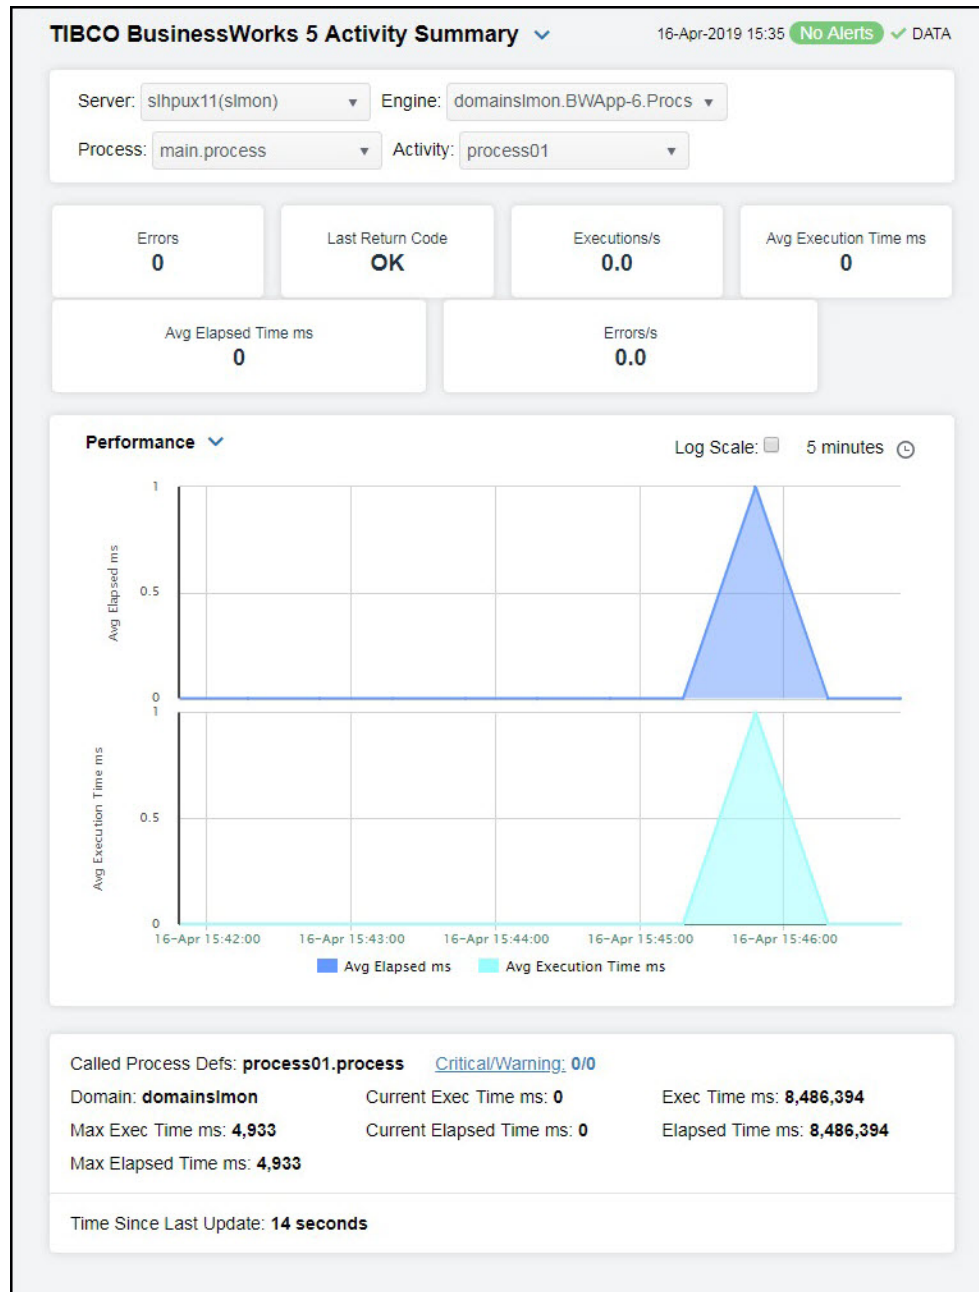 TIBCO BusinessWorks 5 Activity Summary 16-Apr-2019 15:35 No Alerts DATA
Server: slhpux11(slmon) Engine: domainslmon.BWApp-6.Procs
Process: main.process Activity: process01
Errors Last Return Code Executions/s Avg Execution Time ms
0 OK 0.0 0
Avg Elapsed Time ms Errors/s
0 0.0
Performance Log Scale: 5 minutes
1
Avg Elapsed ms
0.5
0
1
Avg Execution Time ms
0.5
0
16-Apr 15:42:00 16-Apr 15:43:00 16-Apr 15:44:00 16-Apr 15:45:00 16-Apr 15:46:00
Avg Elapsed ms Avg Execution Time ms
Called Process Defs: process01.process Critical/Warning: 0/0
Domain: domainslmon Current Exec Time ms: 0 Exec Time ms: 8,486,394
Max Exec Time ms: 4,933 Current Elapsed Time ms: 0 Elapsed Time ms: 8,486,394
Max Elapsed Time ms: 4,933
Time Since Last Update: 14 seconds